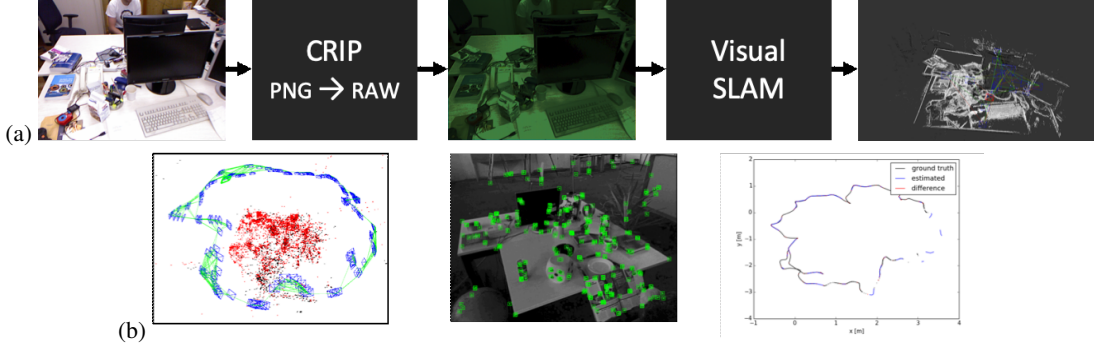 CRIP
PNG → RAW
Visual
SLAM
(a)
ground truth
estimated
difference
2
1
0
−1
−2
−3
−4
y [m]
−1
0
1
2
3
4
x [m]
(b)